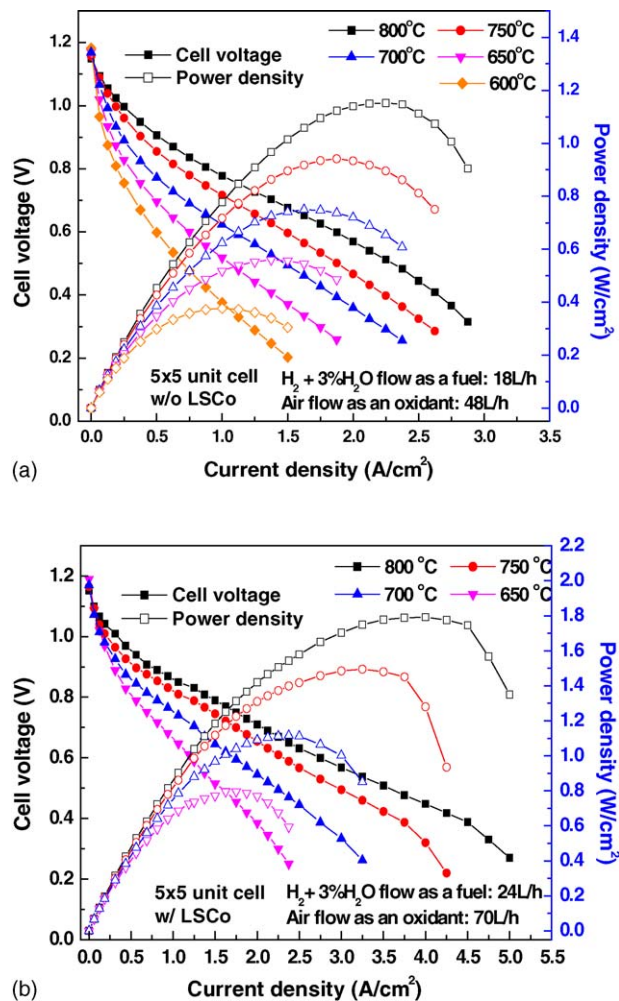 800°C 750°C
Cell voltage 700°C 650°C
Power density 600°C
1.2
1.0
0.8
0.6
0.4
0.2
0.0
Cell voltage (V)
1.4
1.2
1.0
0.8
0.6
0.4
0.2
0.0
Power density (W/cm²)
5x5 unit cell H₂ + 3%H₂O flow as a fuel: 18L/h
w/o LSCo Air flow as an oxidant: 48L/h
0.0 0.5 1.0 1.5 2.0 2.5 3.0 3.5
(a) Current density (A/cm²)
800 °C 750 °C
Cell voltage 700 °C 650 °C
Power density
1.2
1.0
0.8
0.6
0.4
0.2
0.0
Cell voltage (V)
2.2
2.0
1.8
1.6
1.4
1.2
1.0
0.8
0.6
0.4
0.2
0.0
Power density (W/cm²)
5x5 unit cell H₂+ 3%H₂O flow as a fuel: 24L/h
w/ LSCo Air flow as an oxidant: 70L/h
0.0 0.5 1.0 1.5 2.0 2.5 3.0 3.5 4.0 4.5 5.0 5.5
(b) Current density (A/cm²)